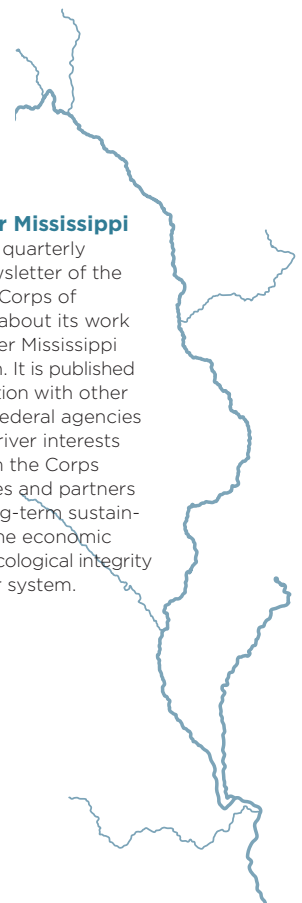 r Mississippi
quarterly
sletter of the
Corps of
about its work
er Mississippi
. It is published
tion with other
ederal agencies
river interests
n the Corps
es and partners
g-term sustain-
he economic
cological integrity
r system.